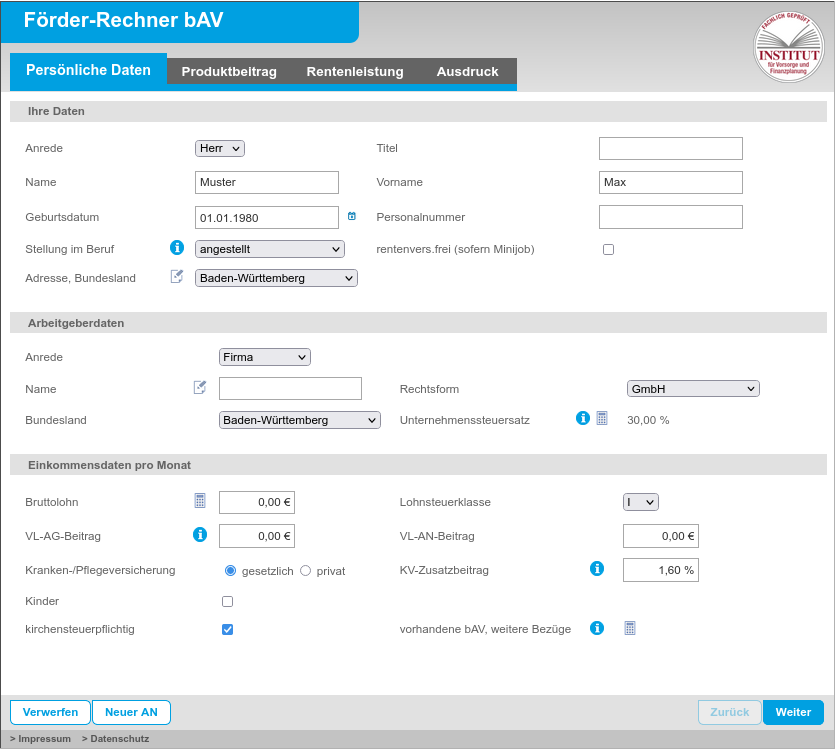 Förder-Rechner bAV
FACHLICH GEPRÜFT
INSTITUT
für Vorsorge und
Finanzplanung
Persönliche Daten Produktbeitrag Rentenleistung Ausdruck
Ihre Daten
Anrede Herr Titel
Name Muster Vorname Max
Geburtsdatum 01.01.1980 Personalnummer
Stellung im Beruf angestellt rentenvers.frei (sofern Minijob)
Adresse, Bundesland Baden-Württemberg
Arbeitgeberdaten
Anrede Firma
Name Rechtsform GmbH
Bundesland Baden-Württemberg Unternehmenssteuersatz 30,00 %
Einkommensdaten pro Monat
Bruttolohn 0,00 € Lohnsteuerklasse I
VL-AG-Beitrag 0,00 € VL-AN-Beitrag 0,00 €
Kranken-/Pflegeversicherung gesetzlich privat KV-Zusatzbeitrag 1,60 %
Kinder
kirchensteuerpflichtig vorhandene bAV, weitere Bezüge
Verwerfen Neuer AN Zurück Weiter
> Impressum > Datenschutz